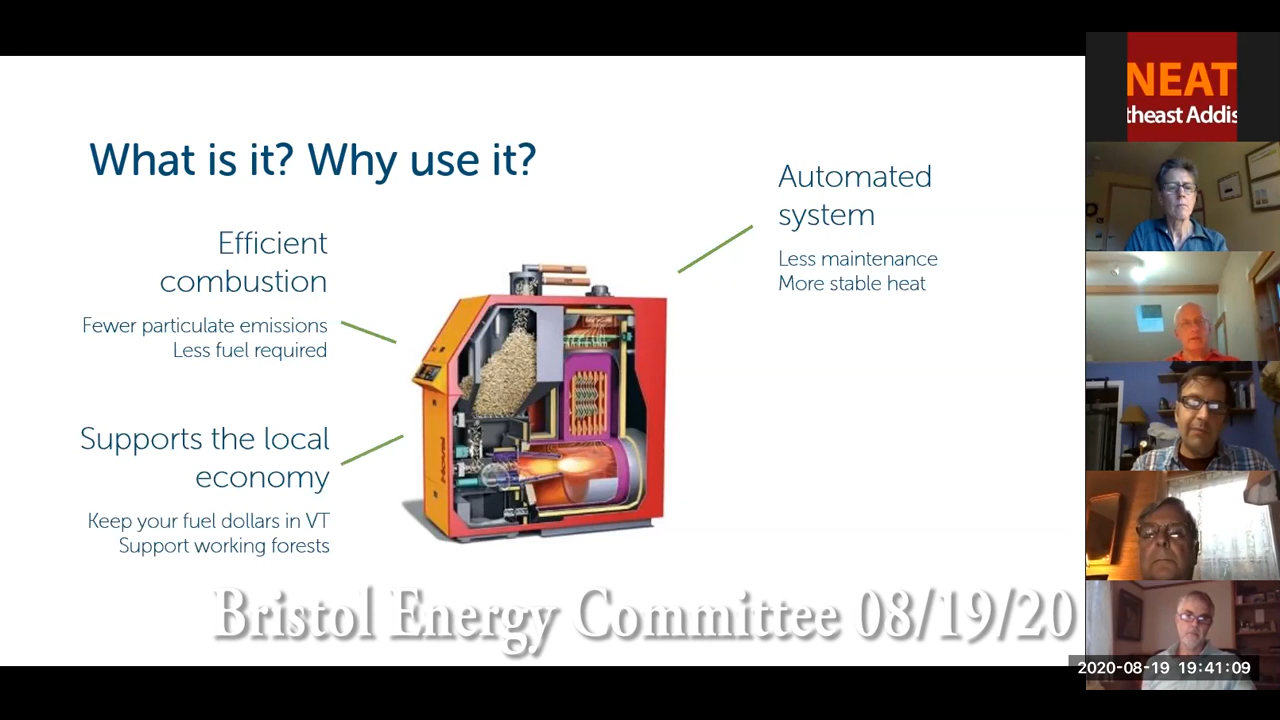 What is it? Why use it?
Efficient
combustion
Fewer particulate emissions
Less fuel required
Supports the local
economy
Keep your fuel dollars in VT
Support working forests
Automated
system
Less maintenance
More stable heat
Bristol Energy Committee 08/19/20
NEAT
theast Addis
2020-08-19 19:41:09